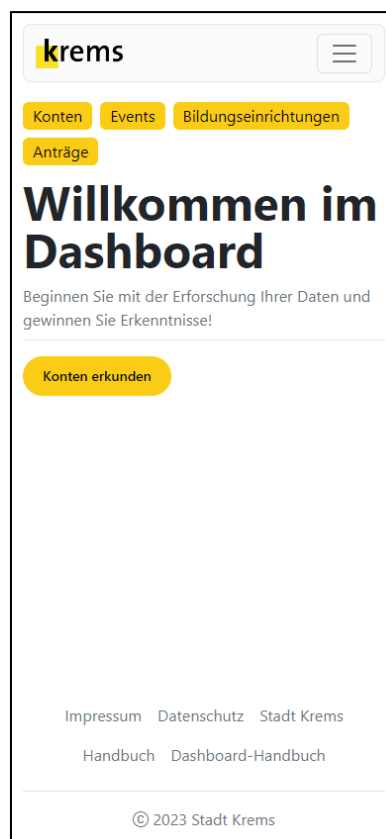 krems
Konten Events Bildungseinrichtungen
Anträge
Willkommen im
Dashboard
Beginnen Sie mit der Erforschung Ihrer Daten und
gewinnen Sie Erkenntnisse!
Konten erkunden
Impressum Datenschutz Stadt Krems
Handbuch Dashboard-Handbuch
© 2023 Stadt Krems